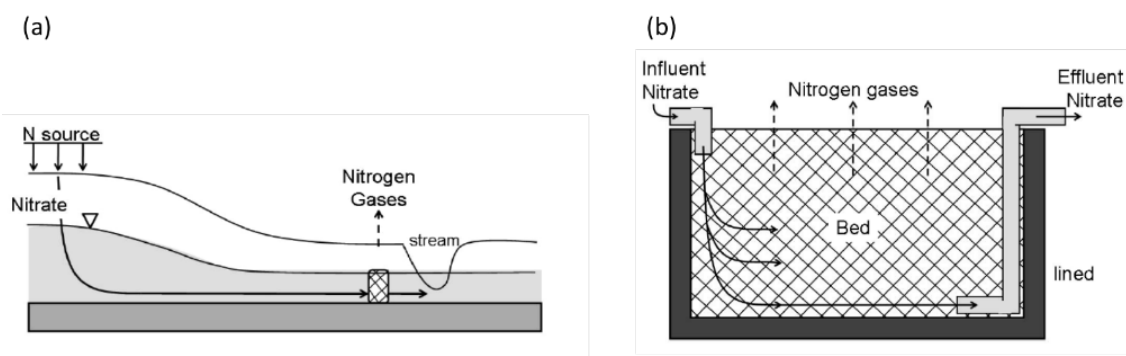 (a)
N source
Nitrate
Nitrogen
Gases
stream
(b)
Influent
Nitrate
Nitrogen gases
Effluent
Nitrate
Bed
lined